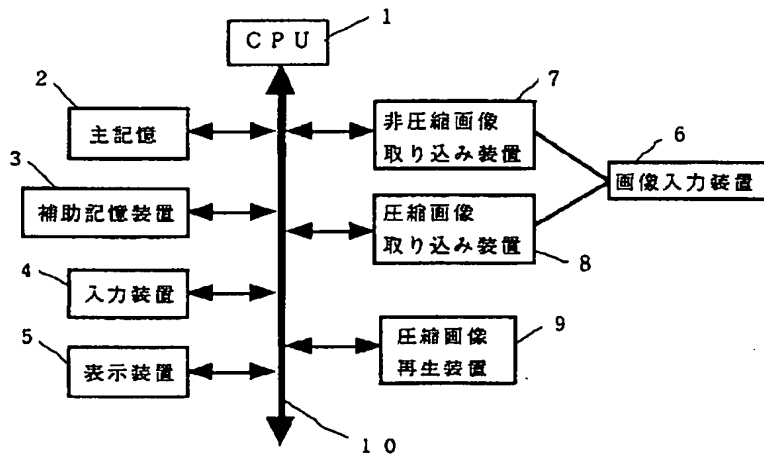 1
CPU
2
主記憶
3
補助記憶装置
4
入力装置
5
表示装置
7
非圧縮画像
取り込み装置
6
画像入力装置
圧縮画像
取り込み装置
8
9
圧縮画像
再生装置
10